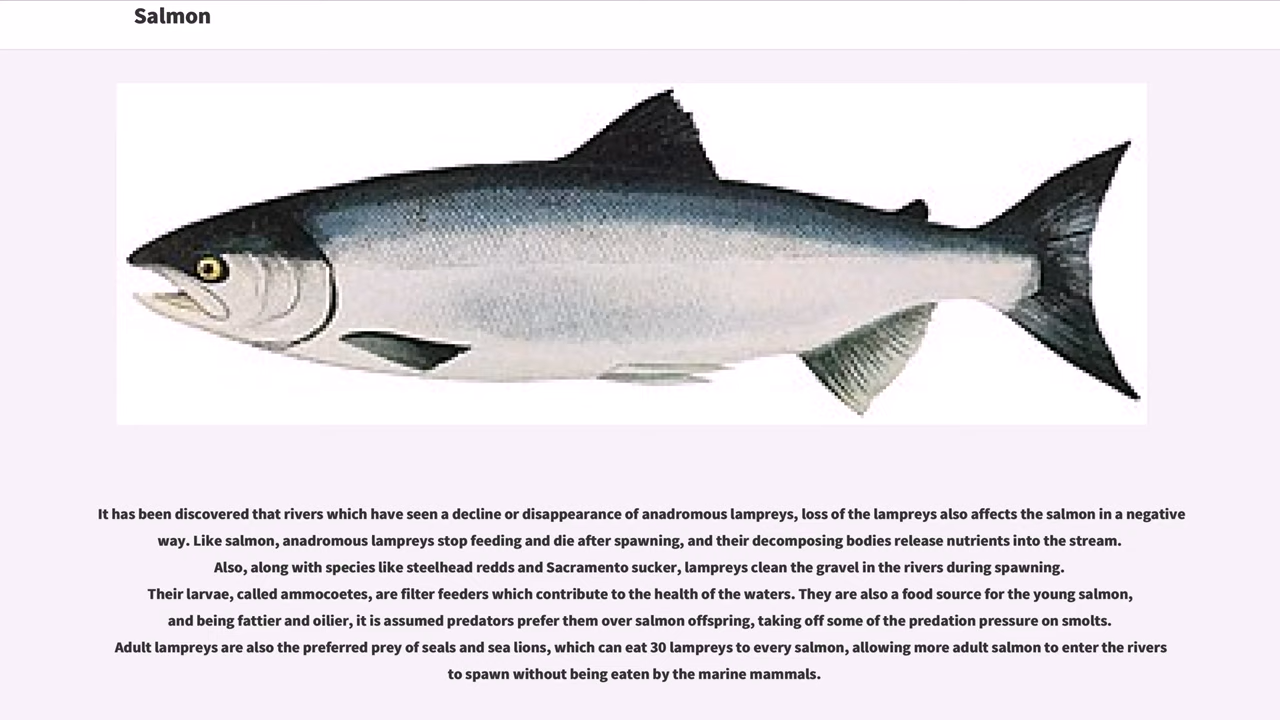 Salmon
It has been discovered that rivers which have seen a decline or disappearance of anadromous lampreys, loss of the lampreys also affects the salmon in a negative
way. Like salmon, anadromous lampreys stop feeding and die after spawning, and their decomposing bodies release nutrients into the stream.
Also, along with species like steelhead redds and Sacramento sucker, lampreys clean the gravel in the rivers during spawning.
Their larvae, called ammocoetes, are filter feeders which contribute to the health of the waters. They are also a food source for the young salmon,
and being fattier and oilier, it is assumed predators prefer them over salmon offspring, taking off some of the predation pressure on smolts.
Adult lampreys are also the preferred prey of seals and sea lions, which can eat 30 lampreys to every salmon, allowing more adult salmon to enter the rivers
to spawn without being eaten by the marine mammals.